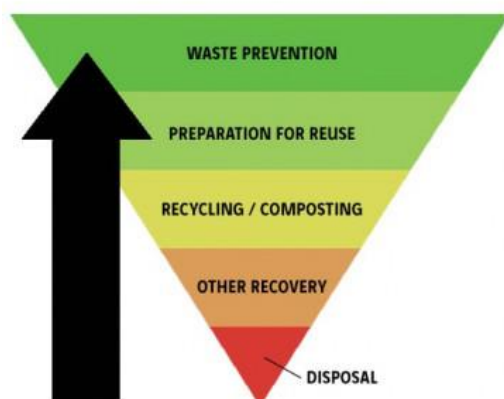 WASTE PREVENTION
PREPARATION FOR REUSE
RECYCLING / COMPOSTING
OTHER RECOVERY
DISPOSAL